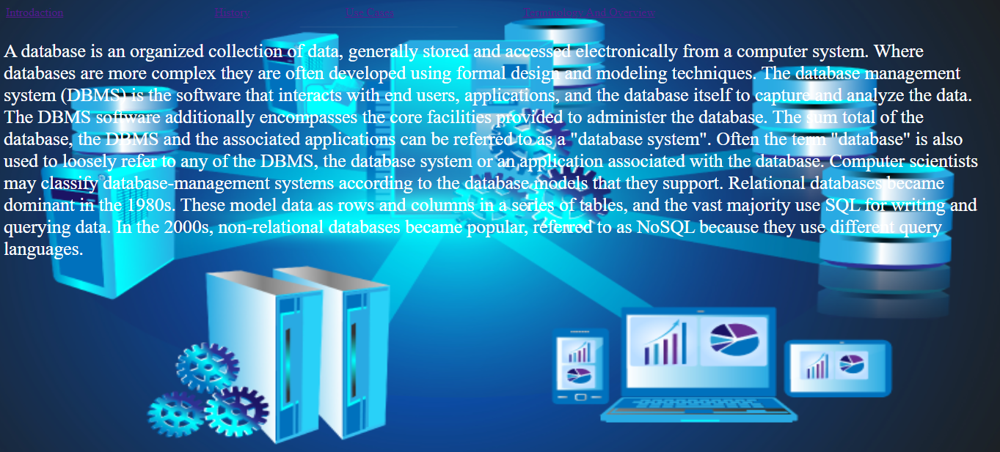 Introdaction History Use Cases Terminology And Overview
A database is an organized collection of data, generally stored and accessed electronically from a computer system. Where
databases are more complex they are often developed using formal design and modeling techniques. The database management
system (DBMS) is the software that interacts with end users, applications, and the database itself to capture and analyze the data.
The DBMS software additionally encompasses the core facilities provided to administer the database. The sum total of the
database, the DBMS and the associated applications can be referred to as a "database system". Often the term "database" is also
used to loosely refer to any of the DBMS, the database system or an application associated with the database. Computer scientists
may classify database-management systems according to the database models that they support. Relational databases became
dominant in the 1980s. These model data as rows and columns in a series of tables, and the vast majority use SQL for writing and
querying data. In the 2000s, non-relational databases became popular, referred to as NoSQL because they use different query
languages.